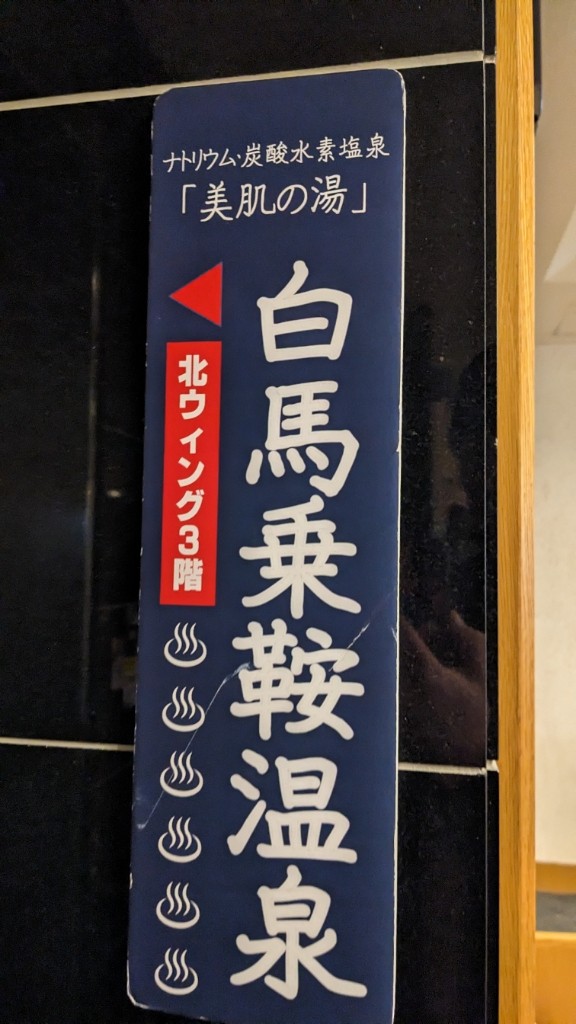 ナトリウム・炭酸水素塩泉
「美肌の湯」
白馬乗鞍温泉
北ウィング3階